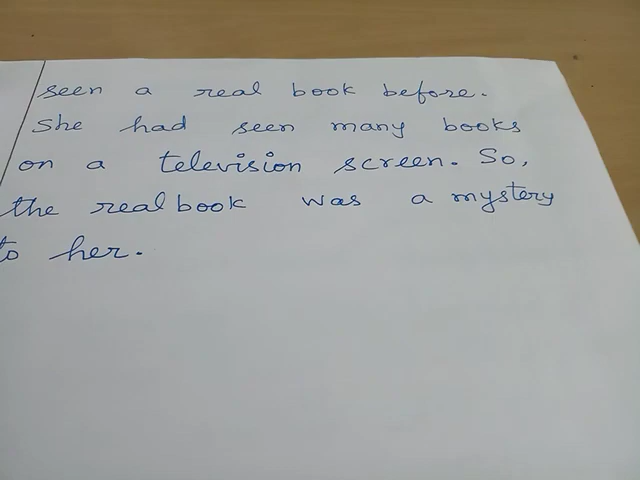 seen a real book before.
She had seen many books
on a television screen. So,
the real book was a mystery
to her.